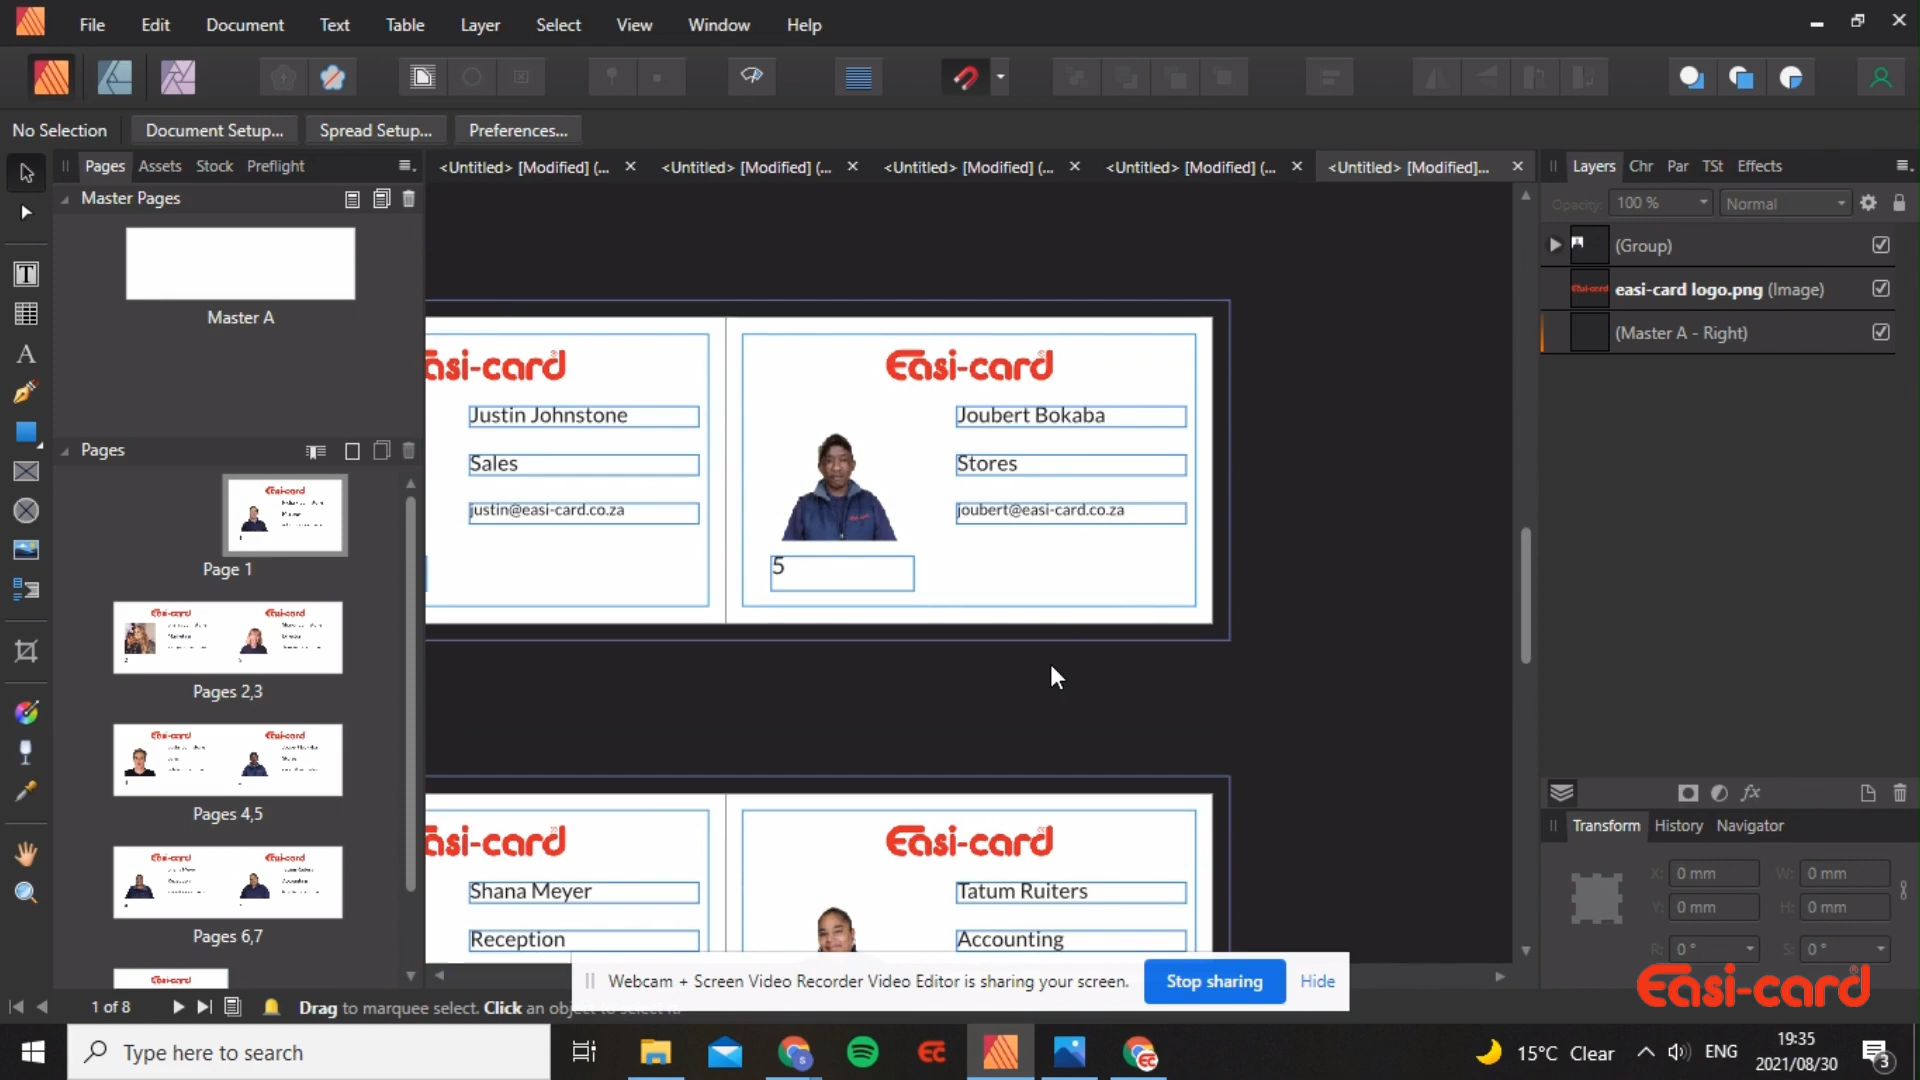 File Edit Document Text Table Layer Select View Window Help
No Selection Document Setup... Spread Setup... Preferences...
Pages Assets Stock Preflight
<Untitled> [Modified] (... <Untitled> [Modified] (... <Untitled> [Modified] (... <Untitled> [Modified] (... <Untitled> [Modified]...
Layers Chr Par TSt Effects
Master Pages
Opacity: 100 % Normal
Master A
(Group)
easi-card logo.png (Image)
(Master A - Right)
asi-card
Justin Johnstone
Sales
justin@easi-card.co.za
Easi-card
Joubert Bokaba
Stores
joubert@easi-card.co.za
5
Pages
Page 1
Pages 2,3
Pages 4,5
Pages 6,7
asi-card
Shana Meyer
Reception
Easi-card
Tatum Ruiters
Accounting
Transform History Navigator
X: 0 mm W: 0 mm
Y: 0 mm H: 0 mm
R: 0 ° S: 0 °
Webcam + Screen Video Recorder Video Editor is sharing your screen. Stop sharing Hide
Easi-card
1 of 8 Drag to marquee select. Click an object to select it.
Type here to search
15°C Clear ENG 19:35
2021/08/30
3